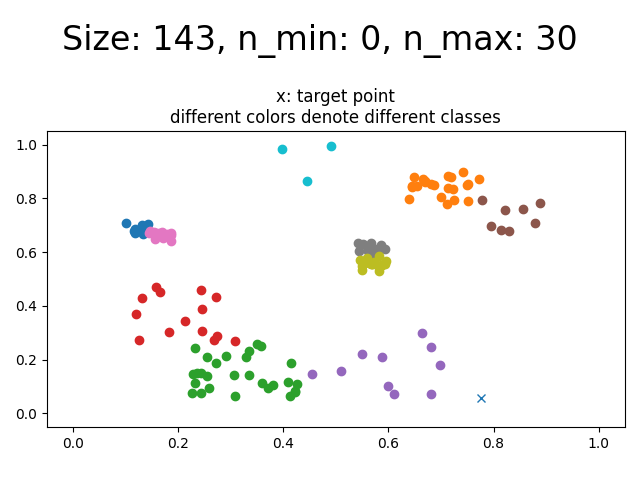 Size: 143, n_min: 0, n_max: 30
x: target point
different colors denote different classes
1.0
0.8
0.6
0.4
0.2
0.0
0.0 0.2 0.4 0.6 0.8 1.0